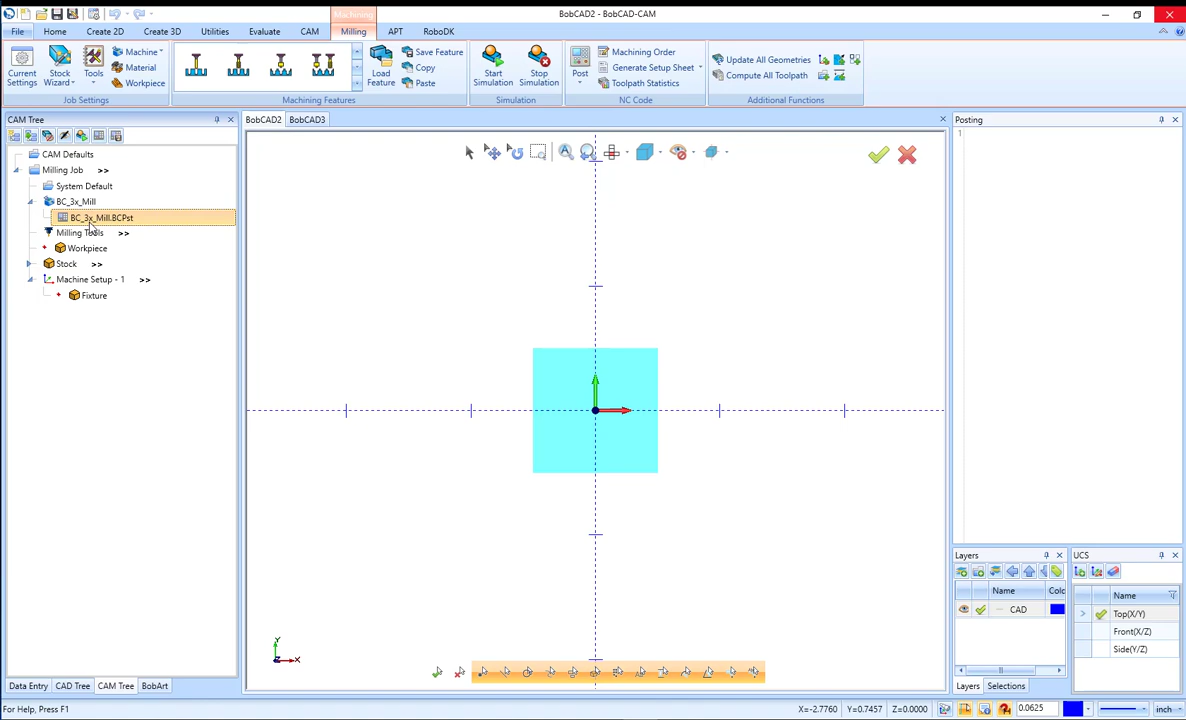 Machining
BobCAD2 - BobCAD-CAM
File Home Create 2D Create 3D Utilities Evaluate CAM Milling APT RoboDK
Current Settings
Stock Wizard
Tools
Machine
Material
Workpiece
Job Settings
Load Feature
Save Feature
Copy
Paste
Machining Features
Start Simulation
Stop Simulation
Simulation
Post
Machining Order
Generate Setup Sheet
Toolpath Statistics
NC Code
Update All Geometries
Compute All Toolpath
Additional Functions
CAM Tree
BobCAD2 BobCAD3
Posting
1
CAM Defaults
Milling Job >>
System Default
BC_3x_Mill
BC_3x_Mill.BCPst
Milling Tools >>
Workpiece
Stock >>
Machine Setup - 1 >>
Fixture
Y
X
Z
Layers
Name Colo
CAD
Layers Selections
UCS
Name
Top(X/Y)
Front(X/Z)
Side(Y/Z)
Data Entry CAD Tree CAM Tree BobArt
For Help, Press F1
X=-2.7760 Y=0.7457 Z=0.0000 0.0625 inch